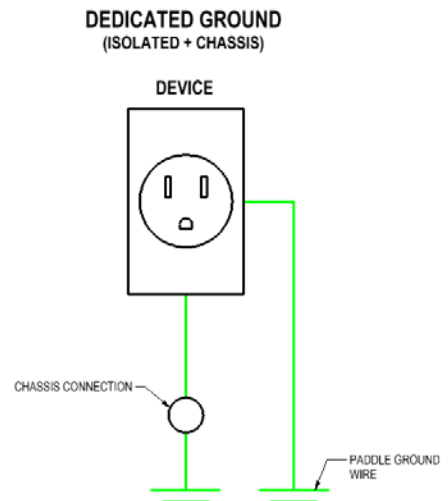 DEDICATED GROUND
(ISOLATED + CHASSIS)
DEVICE
CHASSIS CONNECTION
PADDLE GROUND
WIRE